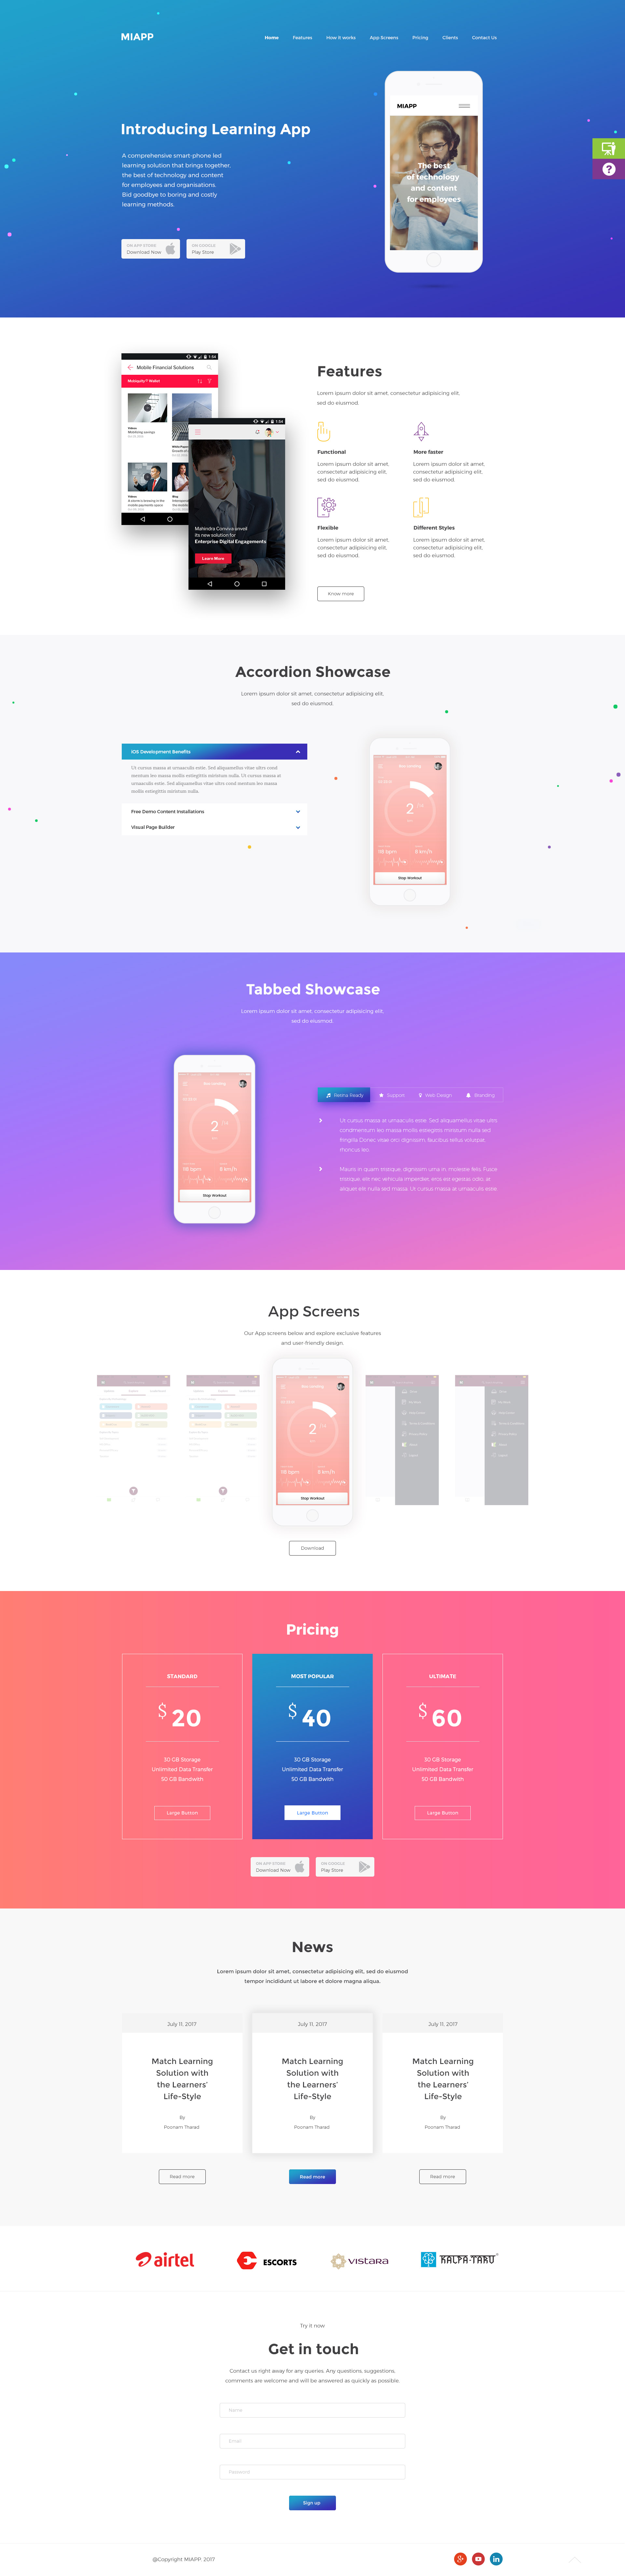 MIAPP
Home Features How it works App Screens Pricing Clients Contact Us
Introducing Learning App
A comprehensive smart-phone led
learning solution that brings together,
the best of technology and content
for employees and organisations.
Bid goodbye to boring and costly
learning methods.
ON APP STORE
Download Now
ON GOOGLE
Play Store
MIAPP
The best
of technology
and content
for employees
1:54
Mobile Financial Solutions
Mobiquity® Wallet
1:54
Mahindra Comviva unveil
its new solution for
Enterprise Digital Engagements
Learn More
Features
Lorem ipsum dolor sit amet, consectetur adipisicing elit,
sed do eiusmod.
Functional
Lorem ipsum dolor sit amet,
consectetur adipisicing elit,
sed do eiusmod.
More faster
Lorem ipsum dolor sit amet,
consectetur adipisicing elit,
sed do eiusmod.
Flexible
Lorem ipsum dolor sit amet,
consectetur adipisicing elit,
sed do eiusmod.
Different Styles
Lorem ipsum dolor sit amet,
consectetur adipisicing elit,
sed do eiusmod.
Know more
Accordion Showcase
Lorem ipsum dolor sit amet, consectetur adipisicing elit,
sed do eiusmod.
iOS Development Benefits
Ut cursus massa at urnaculis este. Sed aliquamellus vitae ultrs cond
mentum leo massa mollis estiegittis miristum nulla. Ut cursus massa at
urnaculis este. Sed aliquamellus vitae ultrs cond mentum leo massa
mollis estiegittis miristum nulla.
Free Demo Content Installations
Visual Page Builder
2
118 bpm 8 km/h
Stop Workout
Tabbed Showcase
Lorem ipsum dolor sit amet, consectetur adipisicing elit,
sed do eiusmod.
2
118 bpm 8 km/h
Stop Workout
Retina Ready Support Web Design Branding
Ut cursus massa at urnaculis este. Sed aliquamellus vitae ultrs
condmentum leo massa mollis estiegittis miristum nulla sed
fringilla. Donec vitae orci dignissim, faucibus tellus volutpat,
rhoncus leo.
Mauris in quam tristique, dignissim urna in, molestie felis. Fusce
tristique, elit nec vehicula imperdiet, eros est egestas odio, at
aliquet elit nulla sed massa. Ut cursus massa at urnaculis este.
App Screens
Our App screens below and explore exclusive features
and user-friendly design.
2
118 bpm 8 km/h
Stop Workout
Download
Pricing
STANDARD
$ 20
30 GB Storage
Unlimited Data Transfer
50 GB Bandwith
Large Button
MOST POPULAR
$ 40
30 GB Storage
Unlimited Data Transfer
50 GB Bandwith
Large Button
ULTIMATE
$ 60
30 GB Storage
Unlimited Data Transfer
50 GB Bandwith
Large Button
ON APP STORE
Download Now
ON GOOGLE
Play Store
News
Lorem ipsum dolor sit amet, consectetur adipisicing elit, sed do eiusmod
tempor incididunt ut labore et dolore magna aliqua.
July 11, 2017
Match Learning
Solution with
the Learners'
Life-Style
By
Poonam Tharad
Read more
July 11, 2017
Match Learning
Solution with
the Learners'
Life-Style
By
Poonam Tharad
Read more
July 11, 2017
Match Learning
Solution with
the Learners'
Life-Style
By
Poonam Tharad
Read more
airtel
ESCORTS
VISTARA
KALPA-TARU
Try it now
Get in touch
Contact us right away for any queries. Any questions, suggestions,
comments are welcome and will be answered as quickly as possible.
Name
Email
Password
Sign up
@Copyright MIAPP. 2017